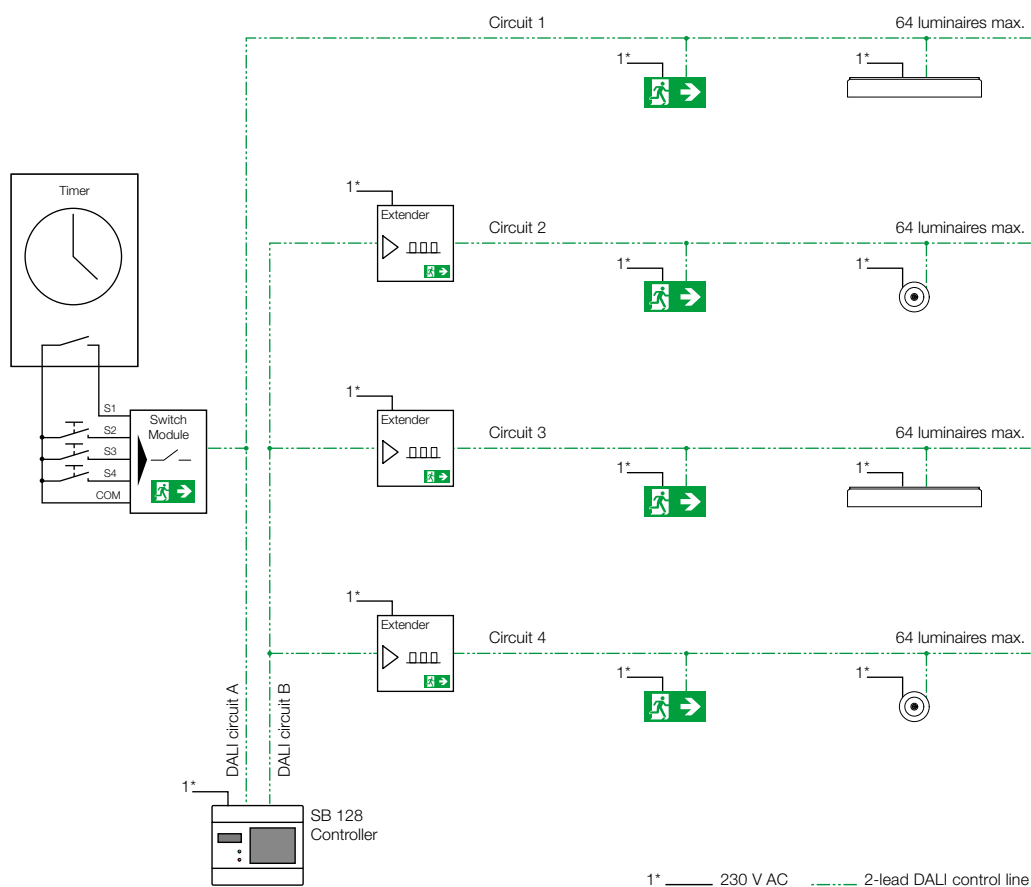 Circuit 1
64 luminaires max.
1*
1*
Timer
1*
Extender
Circuit 2
64 luminaires max.
1*
1*
1*
S1
Switch
Module
S2
S3
S4
COM
Extender
Circuit 3
64 luminaires max.
1*
1*
1*
Extender
Circuit 4
64 luminaires max.
1*
1*
DALI circuit A
DALI circuit B
1*
SB 128
Controller
1* 230 V AC
2-lead DALI control line